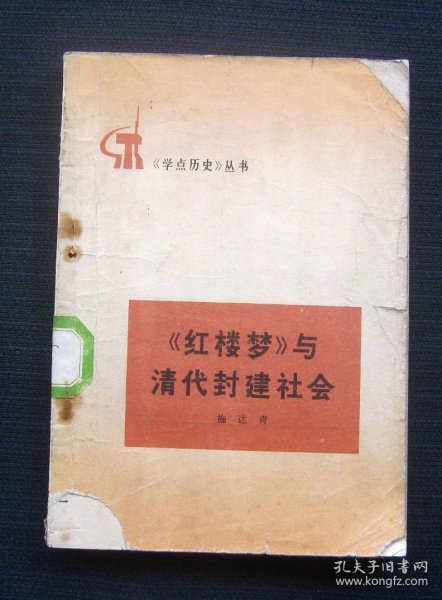 《学点历史》丛书
《红楼梦》与
清代封建社会
施达青
孔夫子旧书网
www.kongfz.com